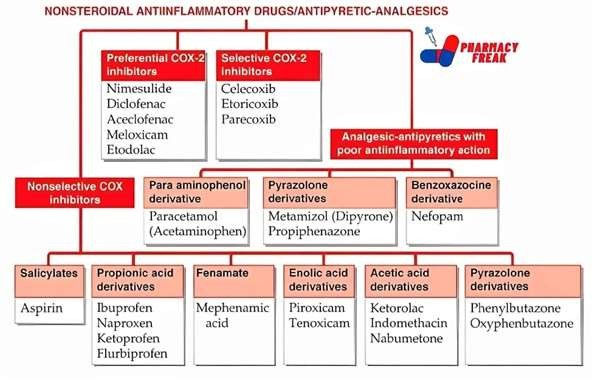 NONSTEROIDAL ANTIINFLAMMATORY DRUGS/ANTIPYRETIC-ANALGESICS
PHARMACY
FREAK
Preferential COX-2
inhibitors
Nimesulide
Diclofenac
Aceclofenac
Meloxicam
Etodolac
Selective COX-2
inhibitors
Celecoxib
Etoricoxib
Parecoxib
Analgesic-antipyretics with
poor antiinflammatory action
Nonselective COX
inhibitors
Para aminophenol
derivative
Paracetamol
(Acetaminophen)
Pyrazolone
derivatives
Metamizol (Dipyrone)
Propiphenazone
Benzoxazocine
derivative
Nefopam
Salicylates
Aspirin
Propionic acid
derivatives
Ibuprofen
Naproxen
Ketoprofen
Flurbiprofen
Fenamate
Mephenamic
acid
Enolic acid
derivatives
Piroxicam
Tenoxicam
Acetic acid
derivatives
Ketorolac
Indomethacin
Nabumetone
Pyrazolone
derivatives
Phenylbutazone
Oxyphenbutazone